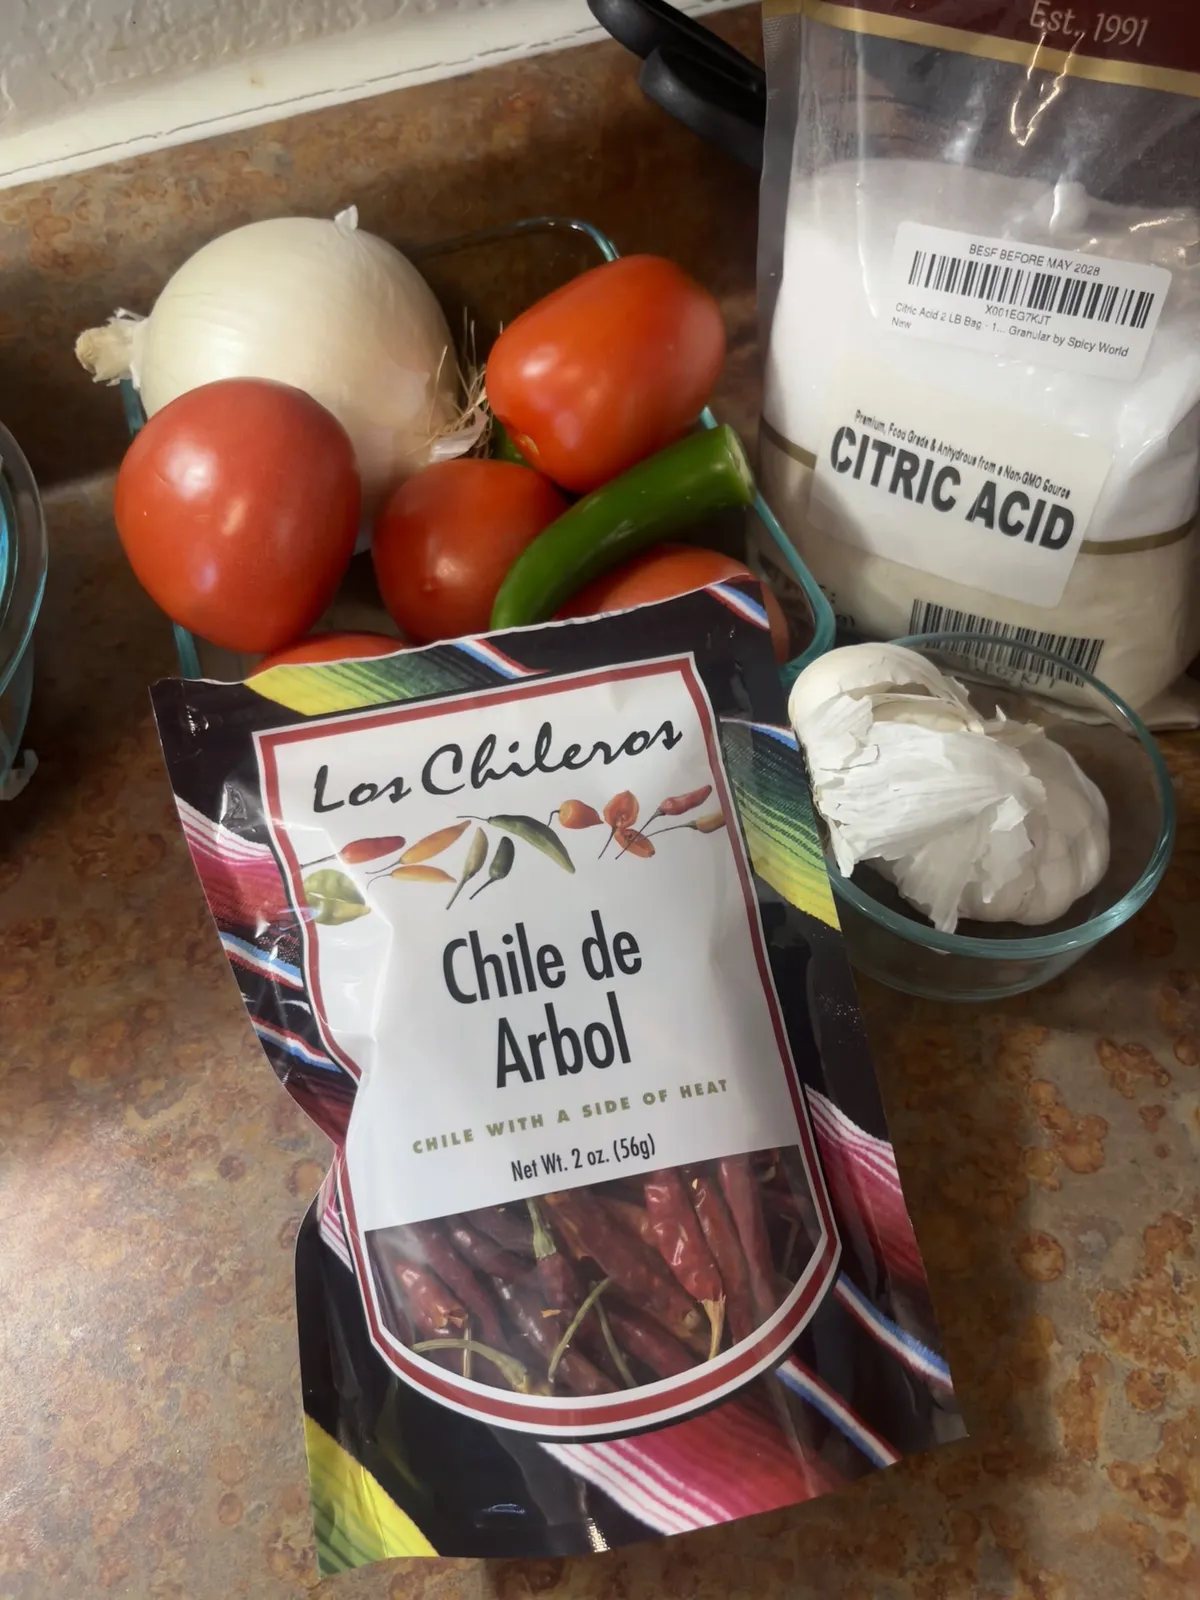 Est. 1991
BESF BEFORE MAY 2028
X001EG7KJT
Citric Acid 2 LB Bag - 1... Granular by Spicy World
New
Premium, Food Grade & Anhydrous from a Non-GMO Source
CITRIC ACID
Los Chileros
Chile de
Arbol
CHILE WITH A SIDE OF HEAT
Net Wt. 2 oz. (56g)